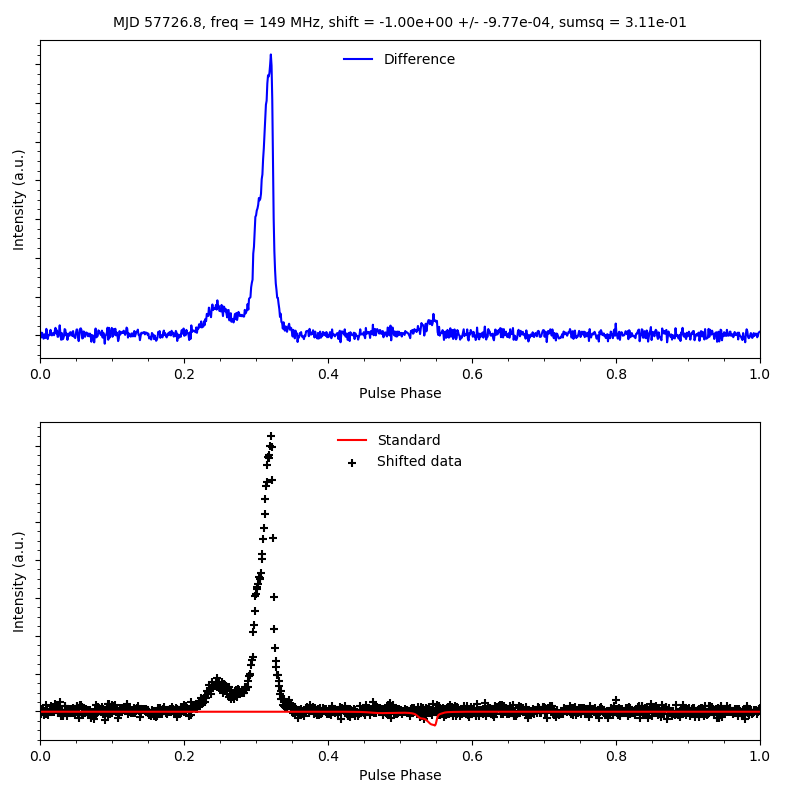 MJD 57726.8, freq = 149 MHz, shift = -1.00e+00 +/- -9.77e-04, sumsq = 3.11e-01
Difference
Intensity (a.u.)
0.0 0.2 0.4 0.6 0.8 1.0
Pulse Phase
Standard
Shifted data
Intensity (a.u.)
0.0 0.2 0.4 0.6 0.8 1.0
Pulse Phase